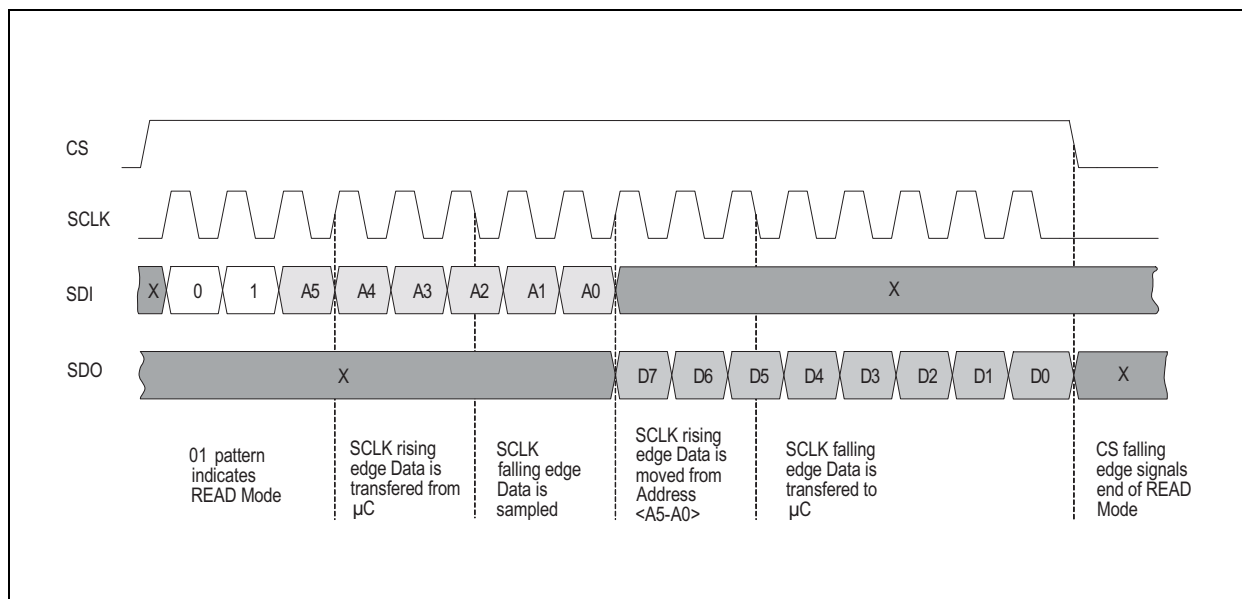 CS
SCLK
SDI
X 0 1 A5 A4 A3 A2 A1 A0 X
SDO
X D7 D6 D5 D4 D3 D2 D1 D0 X
01 pattern
indicates
READ Mode
SCLK rising
edge Data is
transfered from
µC
SCLK
falling edge
Data is
sampled
SCLK rising
edge Data is
moved from
Address
<A5-A0>
SCLK falling
edge Data is
transfered to
µC
CS falling
edge signals
end of READ
Mode